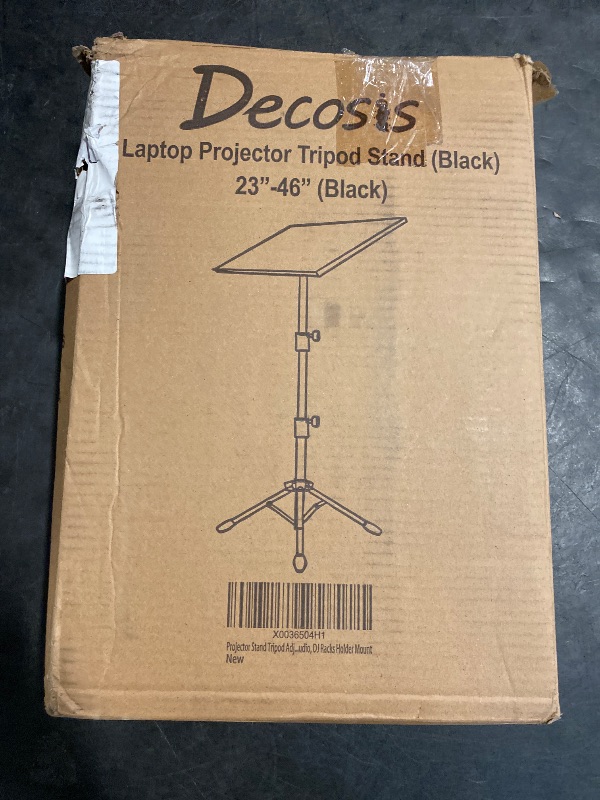 Decosis
Laptop Projector Tripod Stand (Black)
23”-46” (Black)
X0036504H1
Projector Stand Tripod Adj...udio, DJ Racks Holder Mount
New